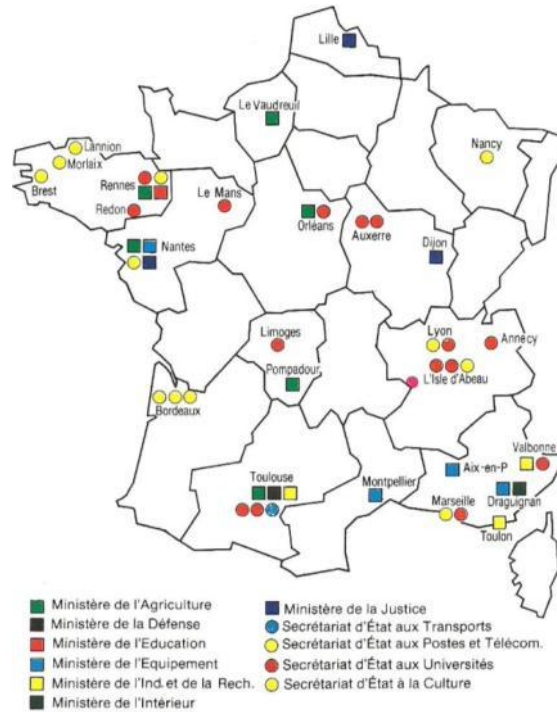 Lille
Le Vaudreuil
Lannion
Morlaix
Brest
Rennes
Redon
Le Mans
Nancy
Orléans
Auxerre
Dijon
Nantes
Limoges
Pompadour
Lyon
Annecy
L'Isle d'Abeau
Bordeaux
Toulouse
Montpellier
Aix-en-P
Valbonne
Draguignan
Marseille
Toulon
Ministère de l'Agriculture
Ministère de la Défense
Ministère de l'Education
Ministère de l'Equipement
Ministère de l'Ind. et de la Rech.
Ministère de l'Intérieur
Ministère de la Justice
Secrétariat d'État aux Transports
Secrétariat d'État aux Postes et Télécom.
Secrétariat d'État aux Universités
Secrétariat d'État à la Culture